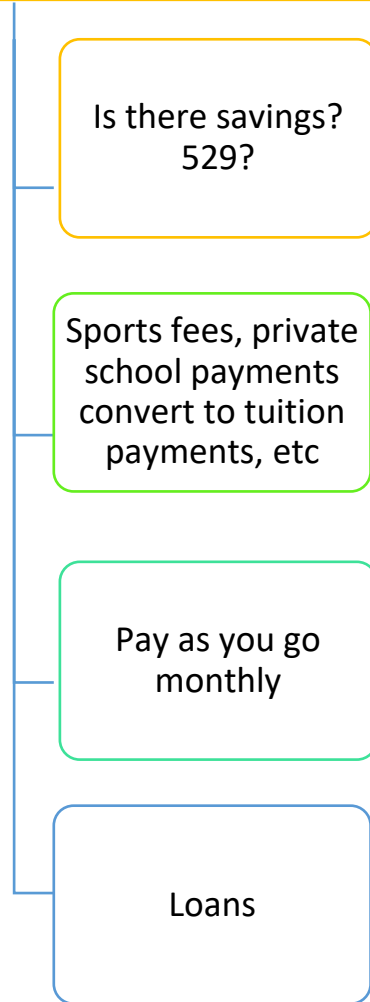 Is there savings?
529?
Sports fees, private
school payments
convert to tuition
payments, etc
Pay as you go
monthly
Loans